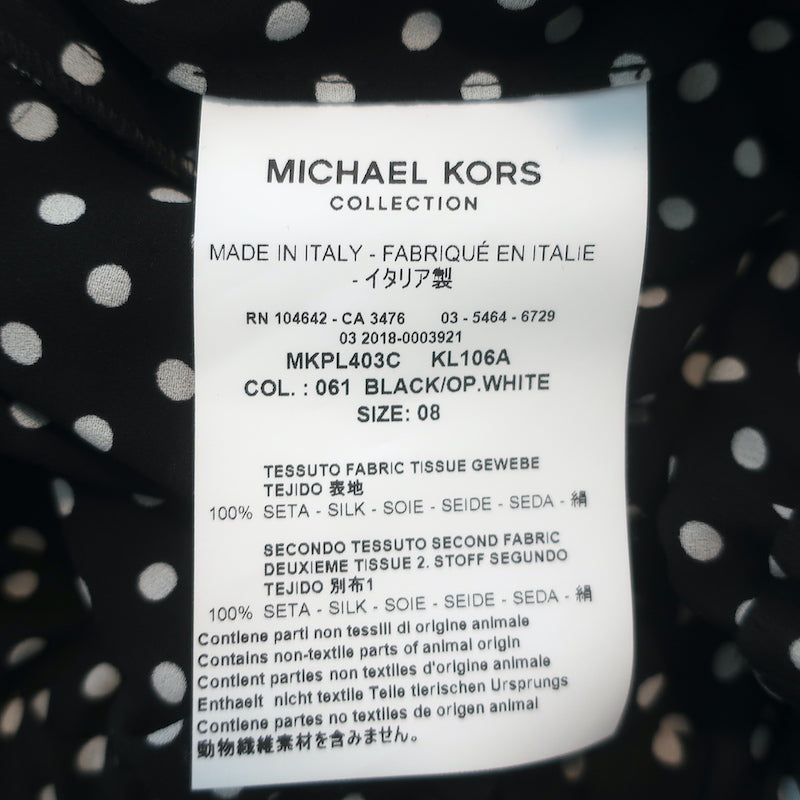 MICHAEL KORS
COLLECTION
MADE IN ITALY - FABRIQUÉ EN ITALIE
- イタリア製
RN 104642 - CA 3476 03 - 5464 - 6729
03 2018-0003921
MKPL403C KL106A
COL. : 061 BLACK/OP.WHITE
SIZE: 08
TESSUTO FABRIC TISSUE GEWEBE
TEJIDO 表地
100% SETA - SILK - SOIE - SEIDE - SEDA - 絹
SECONDO TESSUTO SECOND FABRIC
DEUXIEME TISSUE 2. STOFF SEGUNDO
TEJIDO 別布1
100% SETA - SILK - SOIE - SEIDE - SEDA - 絹
Contiene parti non tessili di origine animale
Contains non-textile parts of animal origin
Contient parties non textiles d'origine animale
Enthaelt nicht textile Teile tierischen Ursprungs
Contiene partes no textiles de origen animal
動物繊維素材を含みません。